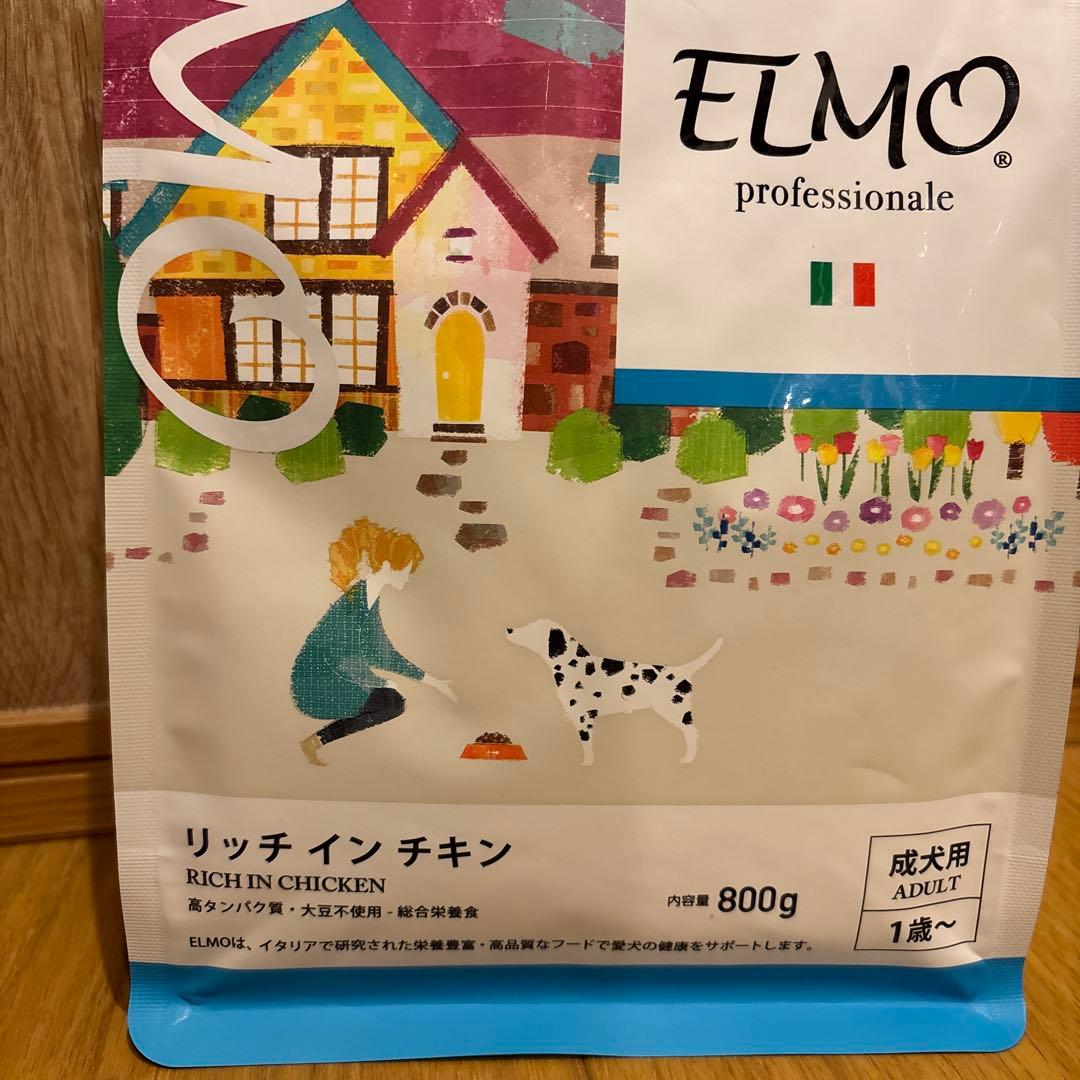 ELMO®
professionale
リッチ イン チキン
RICH IN CHICKEN
高タンパク質・大豆不使用 - 総合栄養食
ELMOは、イタリアで研究された栄養豊富・高品質なフードで愛犬の健康をサポートします。
内容量 800g
成犬用
ADULT
1歳～